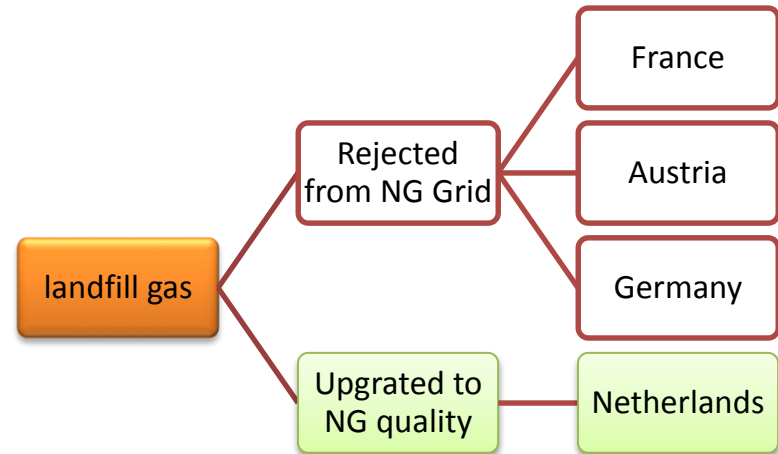 landfill gas
Rejected
from NG Grid
France
Austria
Germany
Upgrated to
NG quality
Netherlands